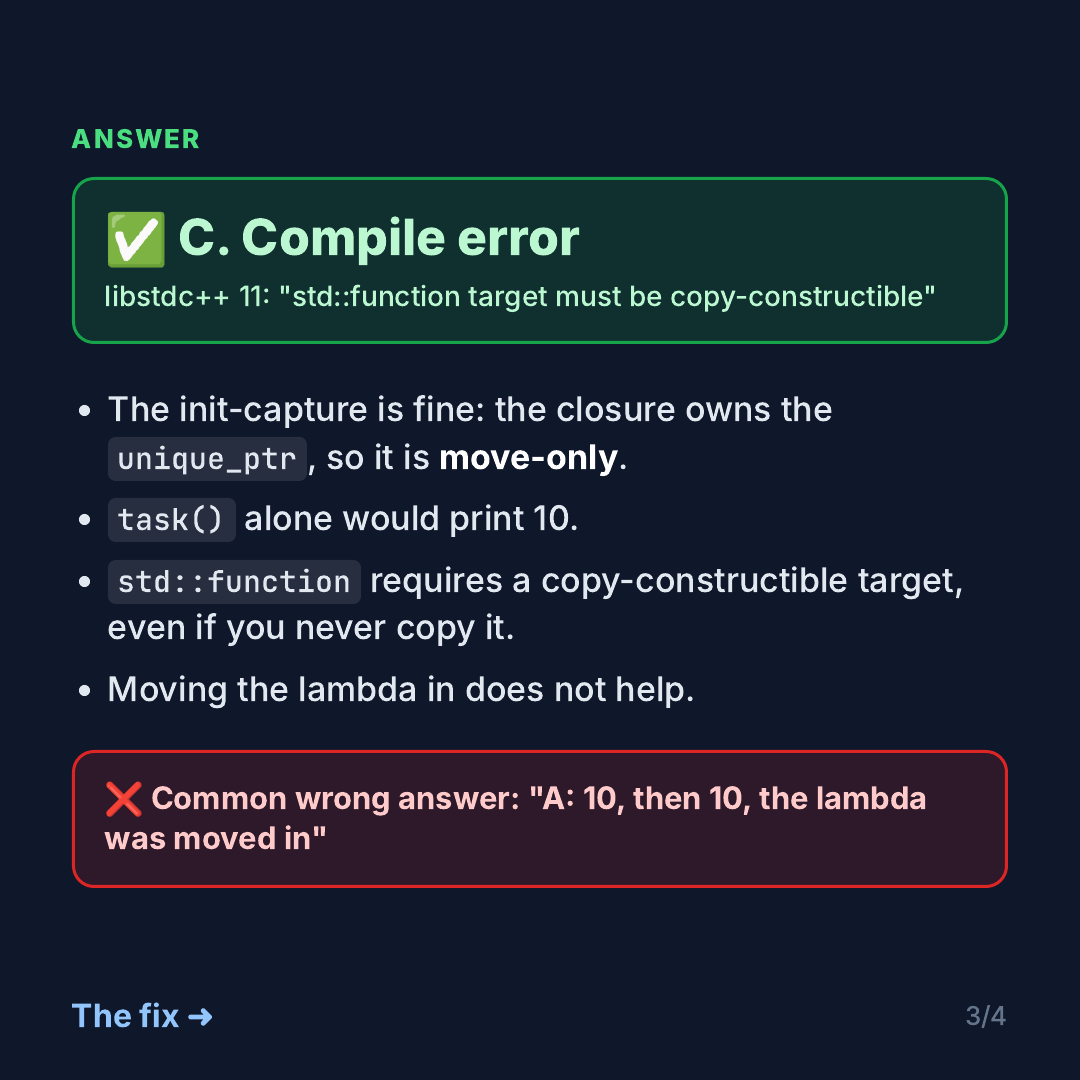 ANSWER
✅ C. Compile error
libstdc++ 11: "std::function target must be copy-constructible"
• The init-capture is fine: the closure owns the
unique_ptr, so it is move-only.
• task() alone would print 10.
• std::function requires a copy-constructible target,
even if you never copy it.
• Moving the lambda in does not help.
❌ Common wrong answer: "A: 10, then 10, the lambda
was moved in"
The fix ➜
3/4